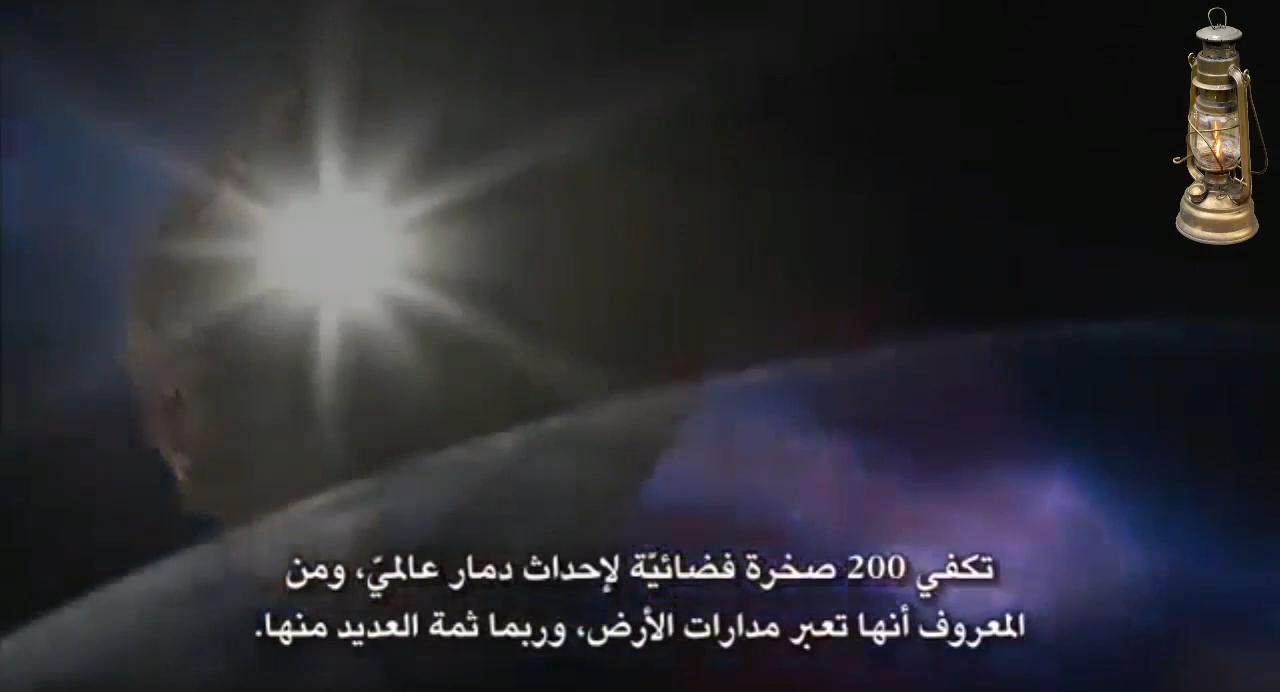 تكفي 200 صخرة فضائيّة لإحداث دمار عالميّ، ومن
المعروف أنها تعبر مدارات الأرض، وربما ثمة العديد منها.